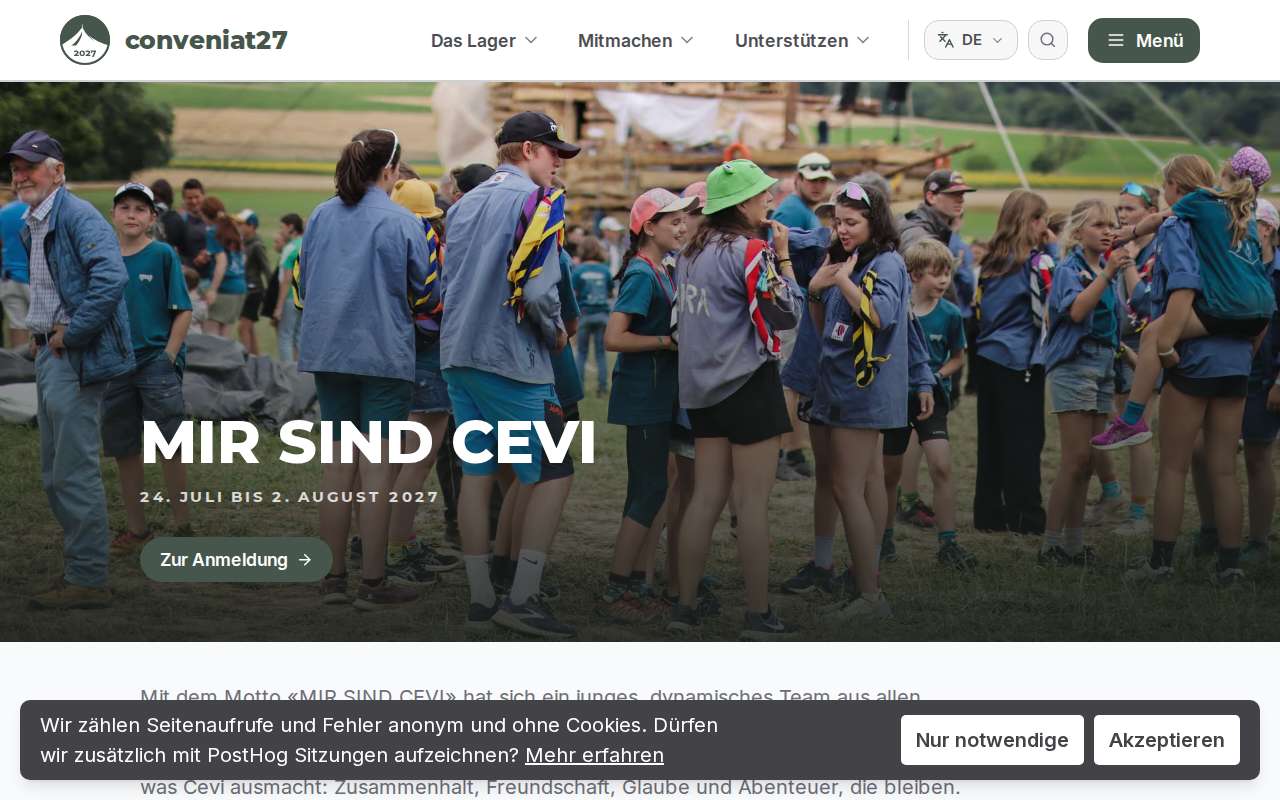 2027
conveniat27
Das Lager
Mitmachen
Unterstützen
DE
Menü
MIR SIND CEVI
24. JULI BIS 2. AUGUST 2027
Zur Anmeldung
Mit dem Motto «MIR SIND CEVI» hat sich ein junges, dynamisches Team aus allen
Wir zählen Seitenaufrufe und Fehler anonym und ohne Cookies. Dürfen
wir zusätzlich mit PostHog Sitzungen aufzeichnen? Mehr erfahren
Nur notwendige
Akzeptieren
was Cevi ausmacht: Zusammenhalt, Freundschaft, Glaube und Abenteuer, die bleiben.